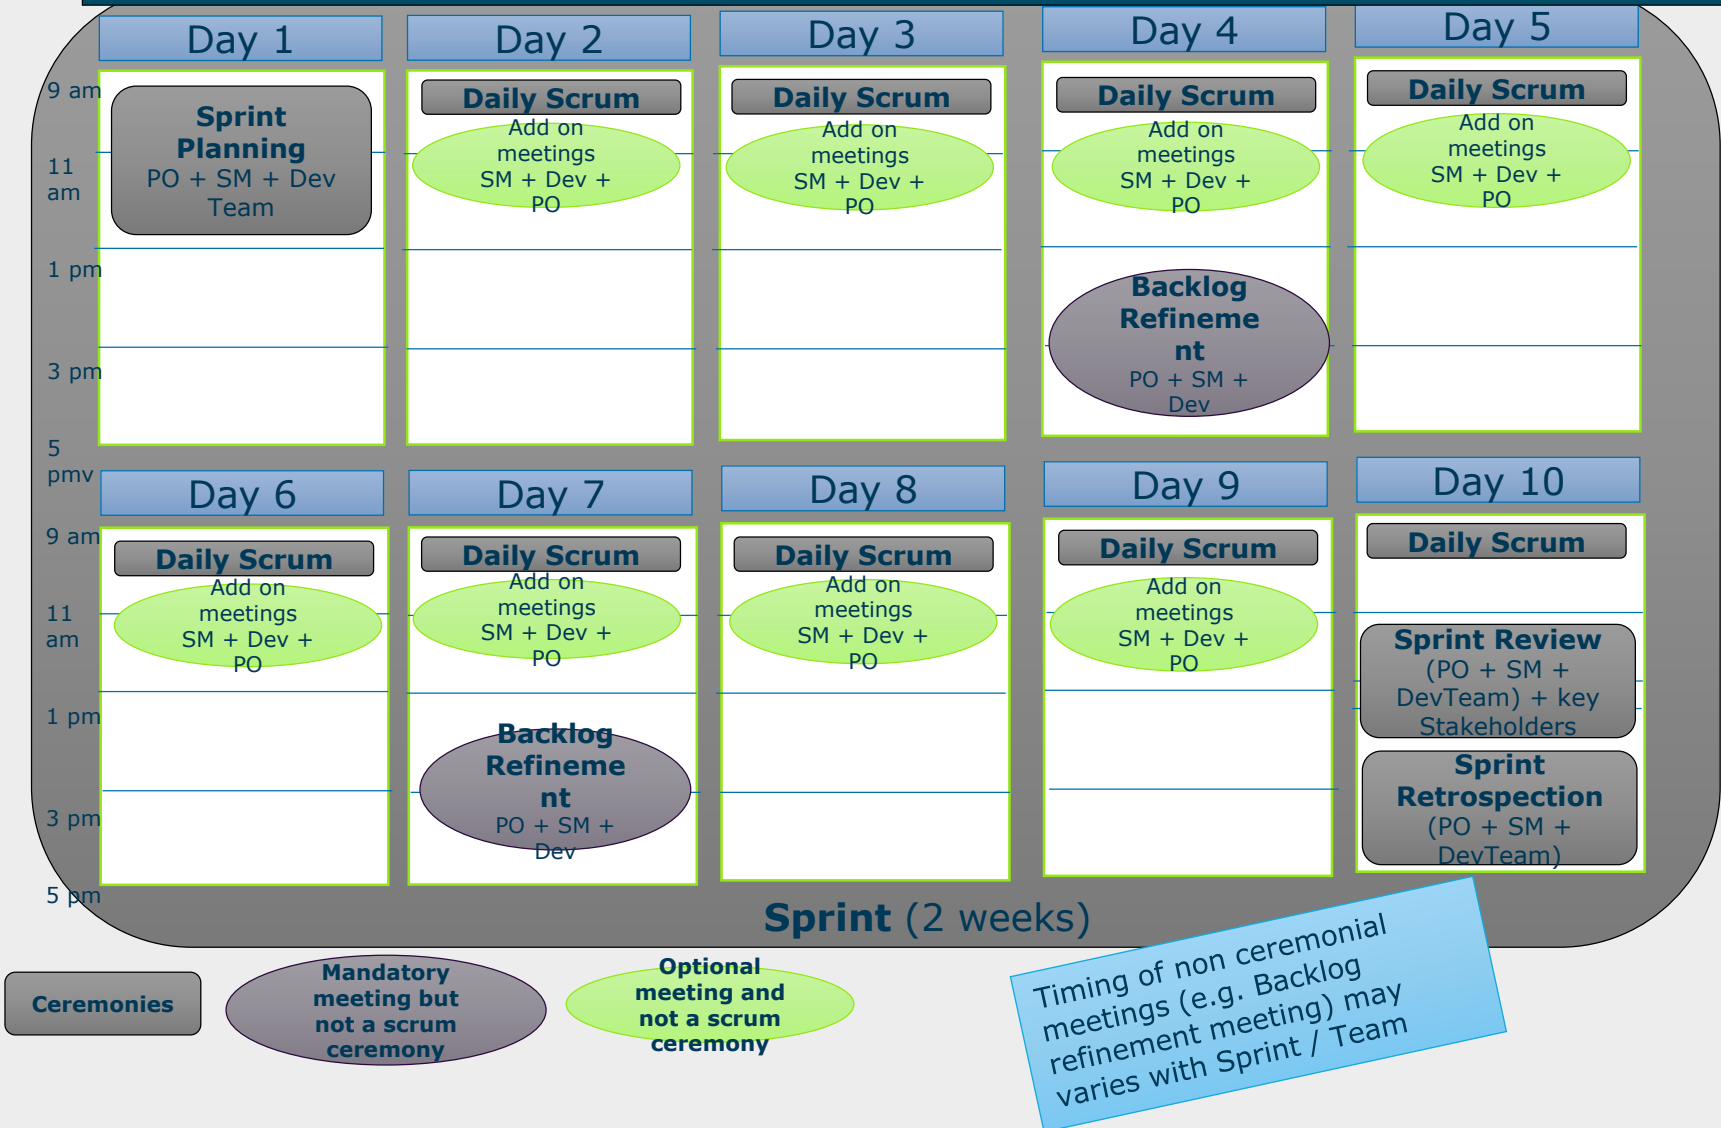 Day 1
Day 2
Day 3
Day 4
Day 5
9 am
11
am
1 pm
3 pm
5
pmv
Sprint
Planning
PO + SM + Dev
Team
Daily Scrum
Add on
meetings
SM + Dev +
PO
Daily Scrum
Add on
meetings
SM + Dev +
PO
Daily Scrum
Add on
meetings
SM + Dev +
PO
Backlog
Refineme
nt
PO + SM +
Dev
Daily Scrum
Add on
meetings
SM + Dev +
PO
Day 6
Day 7
Day 8
Day 9
Day 10
9 am
11
am
1 pm
3 pm
5 pm
Daily Scrum
Add on
meetings
SM + Dev +
PO
Daily Scrum
Add on
meetings
SM + Dev +
PO
Backlog
Refineme
nt
PO + SM +
Dev
Daily Scrum
Add on
meetings
SM + Dev +
PO
Daily Scrum
Add on
meetings
SM + Dev +
PO
Daily Scrum
Sprint Review
(PO + SM +
DevTeam) + key
Stakeholders
Sprint
Retrospection
(PO + SM +
DevTeam)
Sprint (2 weeks)
Ceremonies
Mandatory
meeting but
not a scrum
ceremony
Optional
meeting and
not a scrum
ceremony
Timing of non ceremonial
meetings (e.g. Backlog
refinement meeting) may
varies with Sprint / Team